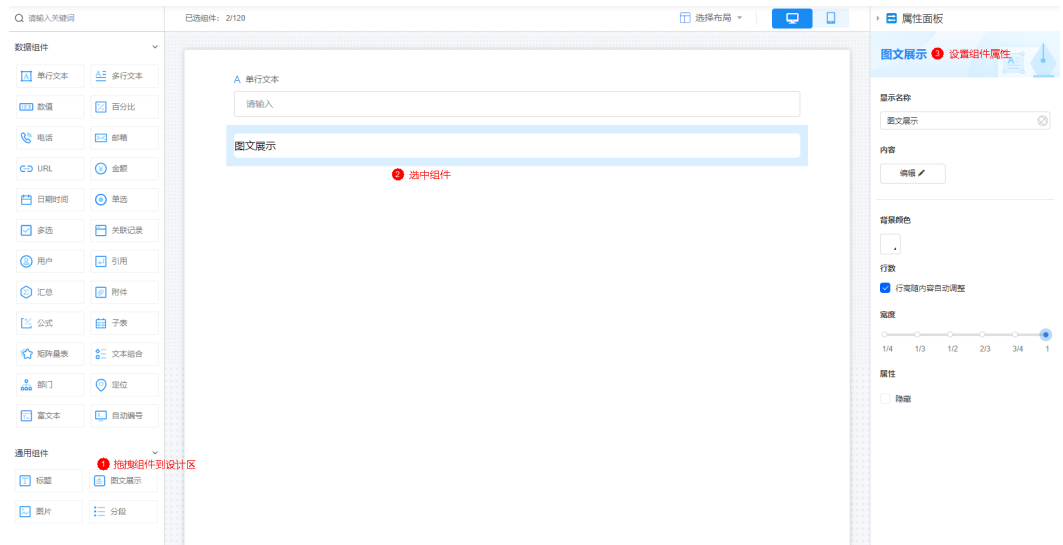 请输入关键词
已选组件： 2/120
选择布局
属性面板
数据组件
单行文本
多行文本
数值
百分比
电话
邮箱
URL
金额
日期时间
单选
多选
关联记录
用户
引用
汇总
附件
公式
子表
矩阵量表
文本组合
部门
定位
富文本
自动编号
通用组件
1 拖拽组件到设计区
标题
图文展示
图片
分段
A 单行文本
请输入
图文展示
2 选中组件
图文展示 3 设置组件属性
显示名称
图文展示
内容
编辑
背景颜色
行数
行高随内容自动调整
宽度
1/4 1/3 1/2 2/3 3/4 1
属性
隐藏